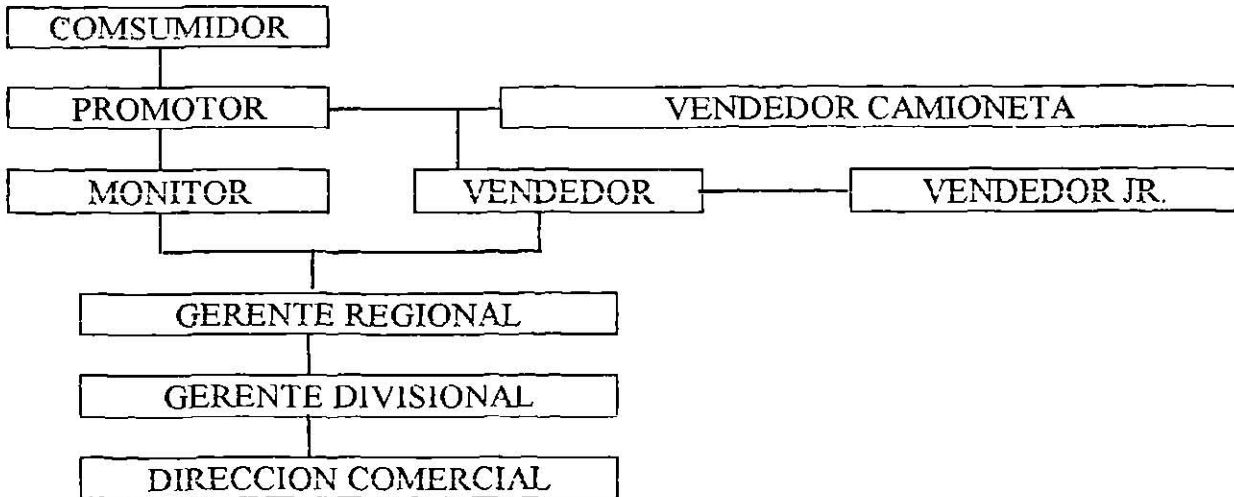 COMSUMIDOR
PROMOTOR
VENDEDOR CAMIONETA
MONITOR
VENDEDOR
VENDEDOR JR.
GERENTE REGIONAL
GERENTE DIVISIONAL
DIRECCION COMERCIAL